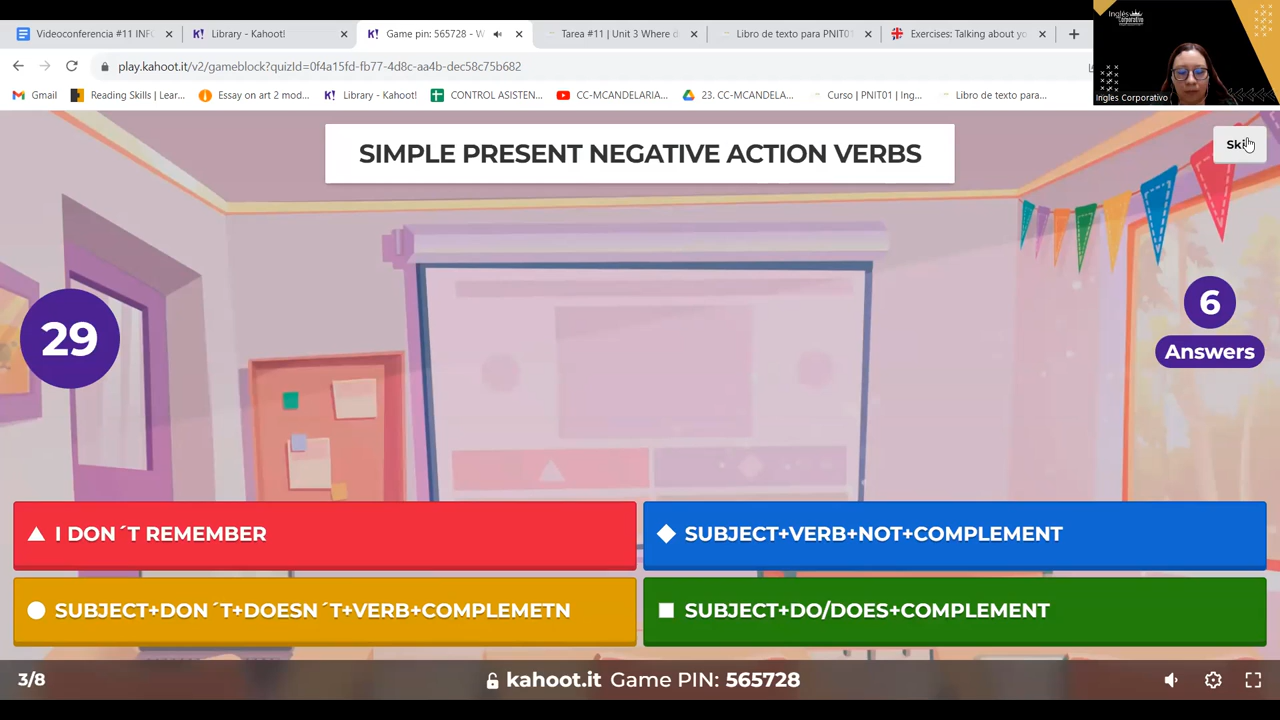 Videoconferencia #11 INF
Library - Kahoot!
Game pin: 565728 - W
Tarea #11 | Unit 3 Where d
Libro de texto para PNIT01
Exercises: Talking about yo
play.kahoot.it/v2/gameblock?quizId=0f4a15fd-fb77-4d8c-aa4b-dec58c75b682
Gmail
Reading Skills | Lear...
Essay on art 2 mod...
Library - Kahoot!
CONTROL ASISTEN...
CC-MCANDELARIA...
23. CC-MCANDELA...
Curso | PNIT01 | Ing...
Libro de texto para...
Inglés
Corporativo
Ingles Corporativo
SIMPLE PRESENT NEGATIVE ACTION VERBS
29
6
Answers
I DON´T REMEMBER
SUBJECT+VERB+NOT+COMPLEMENT
SUBJECT+DON´T+DOESN´T+VERB+COMPLEMETN
SUBJECT+DO/DOES+COMPLEMENT
3/8
kahoot.it Game PIN: 565728